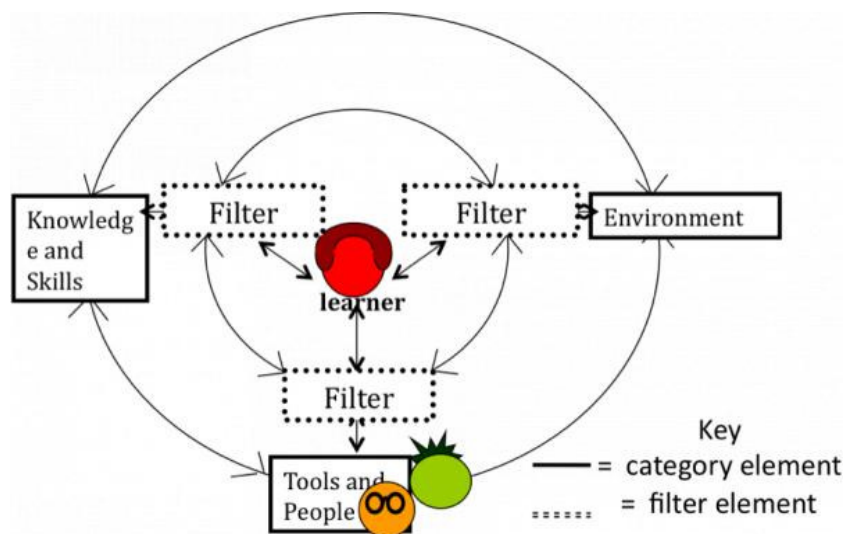 Filter
Filter
Knowledg
e and
Skills
Environment
learner
Filter
Tools and
People
Key
= category element
= filter element